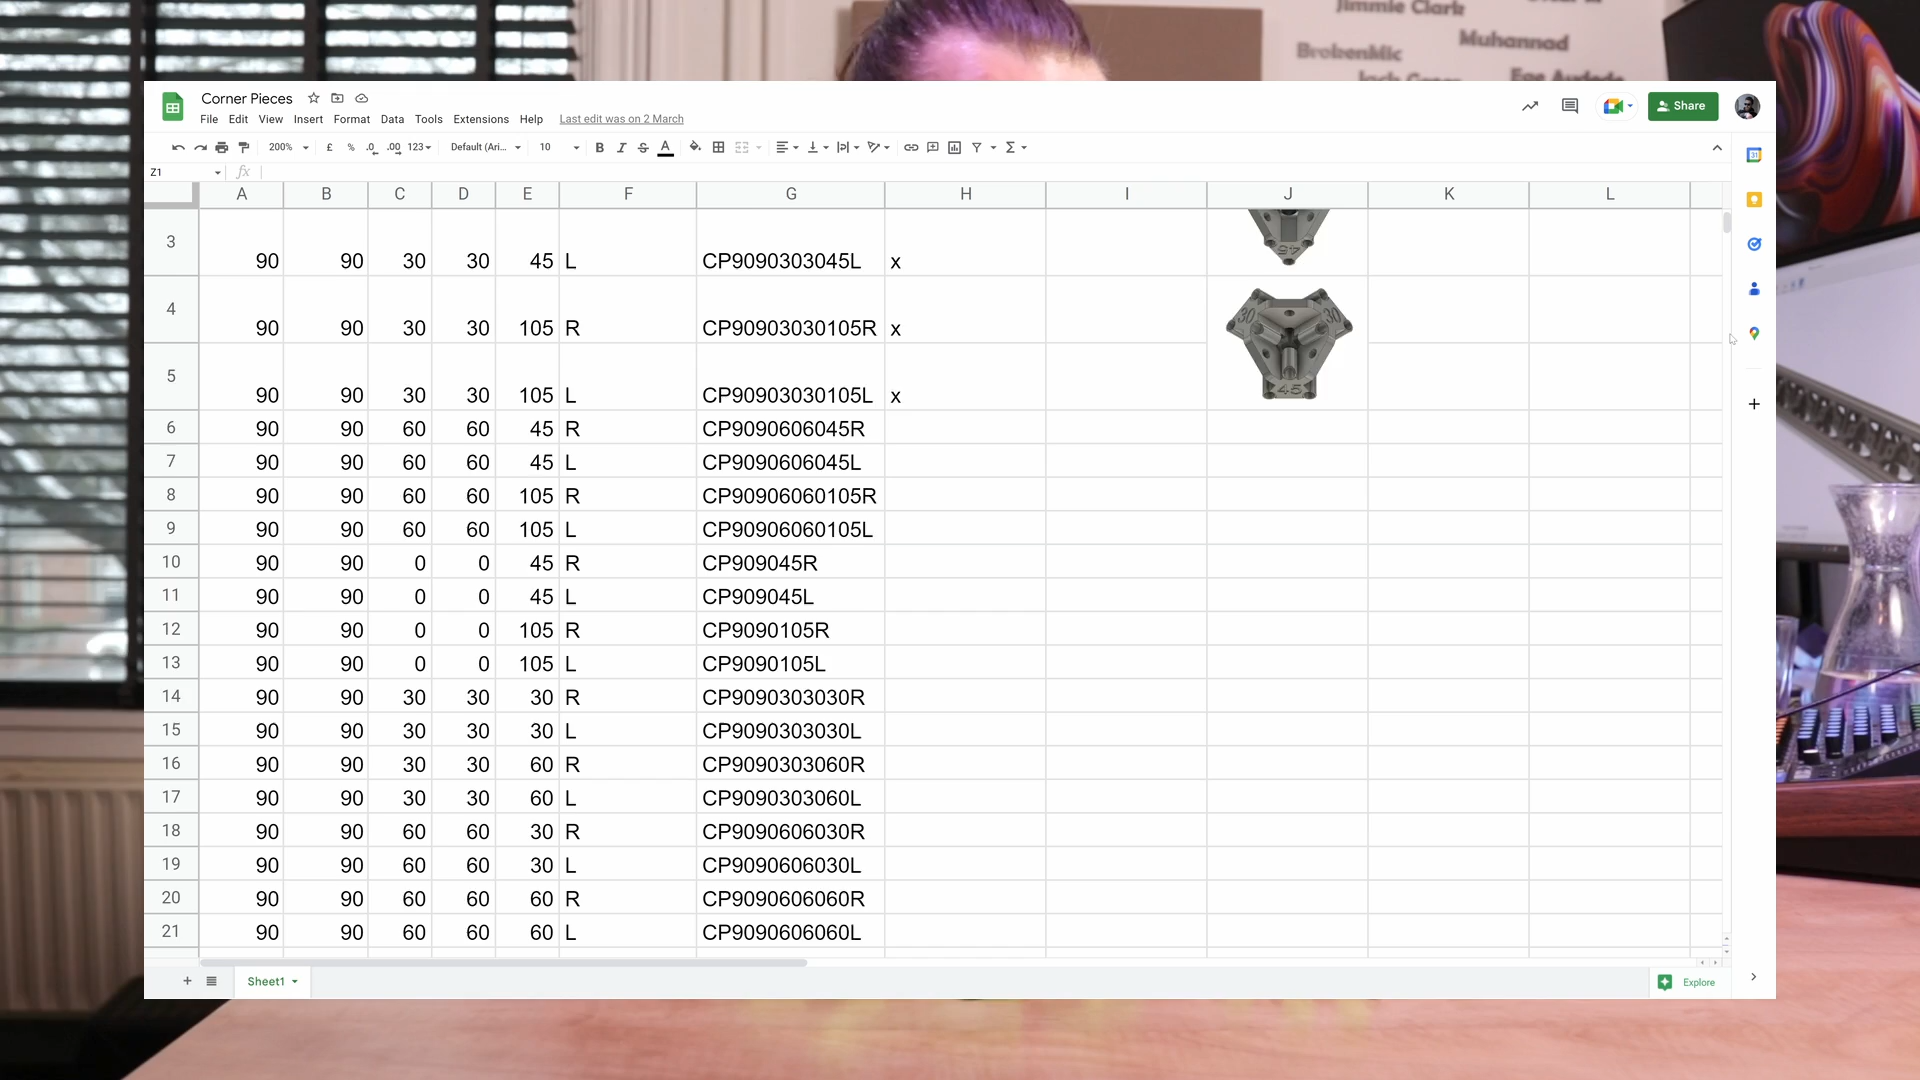 Jimmie Clark
BrokenMic
Muhannad
Corner Pieces
Share
File Edit View Insert Format Data Tools Extensions Help Last edit was on 2 March
200% £ % .0 .00 123 Default (Ari... 10 B I S A
Z1 fx
A B C D E F G H I J K L
3 90 90 30 30 45 L CP9090303045L x
45
4 90 90 30 30 105 R CP90903030105R x
30 30
5 90 90 30 30 105 L CP90903030105L x
45
6 90 90 60 60 45 R CP9090606045R
7 90 90 60 60 45 L CP9090606045L
8 90 90 60 60 105 R CP90906060105R
9 90 90 60 60 105 L CP90906060105L
10 90 90 0 0 45 R CP909045R
11 90 90 0 0 45 L CP909045L
12 90 90 0 0 105 R CP9090105R
13 90 90 0 0 105 L CP9090105L
14 90 90 30 30 30 R CP9090303030R
15 90 90 30 30 30 L CP9090303030L
16 90 90 30 30 60 R CP9090303060R
17 90 90 30 30 60 L CP9090303060L
18 90 90 60 60 30 R CP9090606030R
19 90 90 60 60 30 L CP9090606030L
20 90 90 60 60 60 R CP9090606060R
21 90 90 60 60 60 L CP9090606060L
Sheet1
Explore